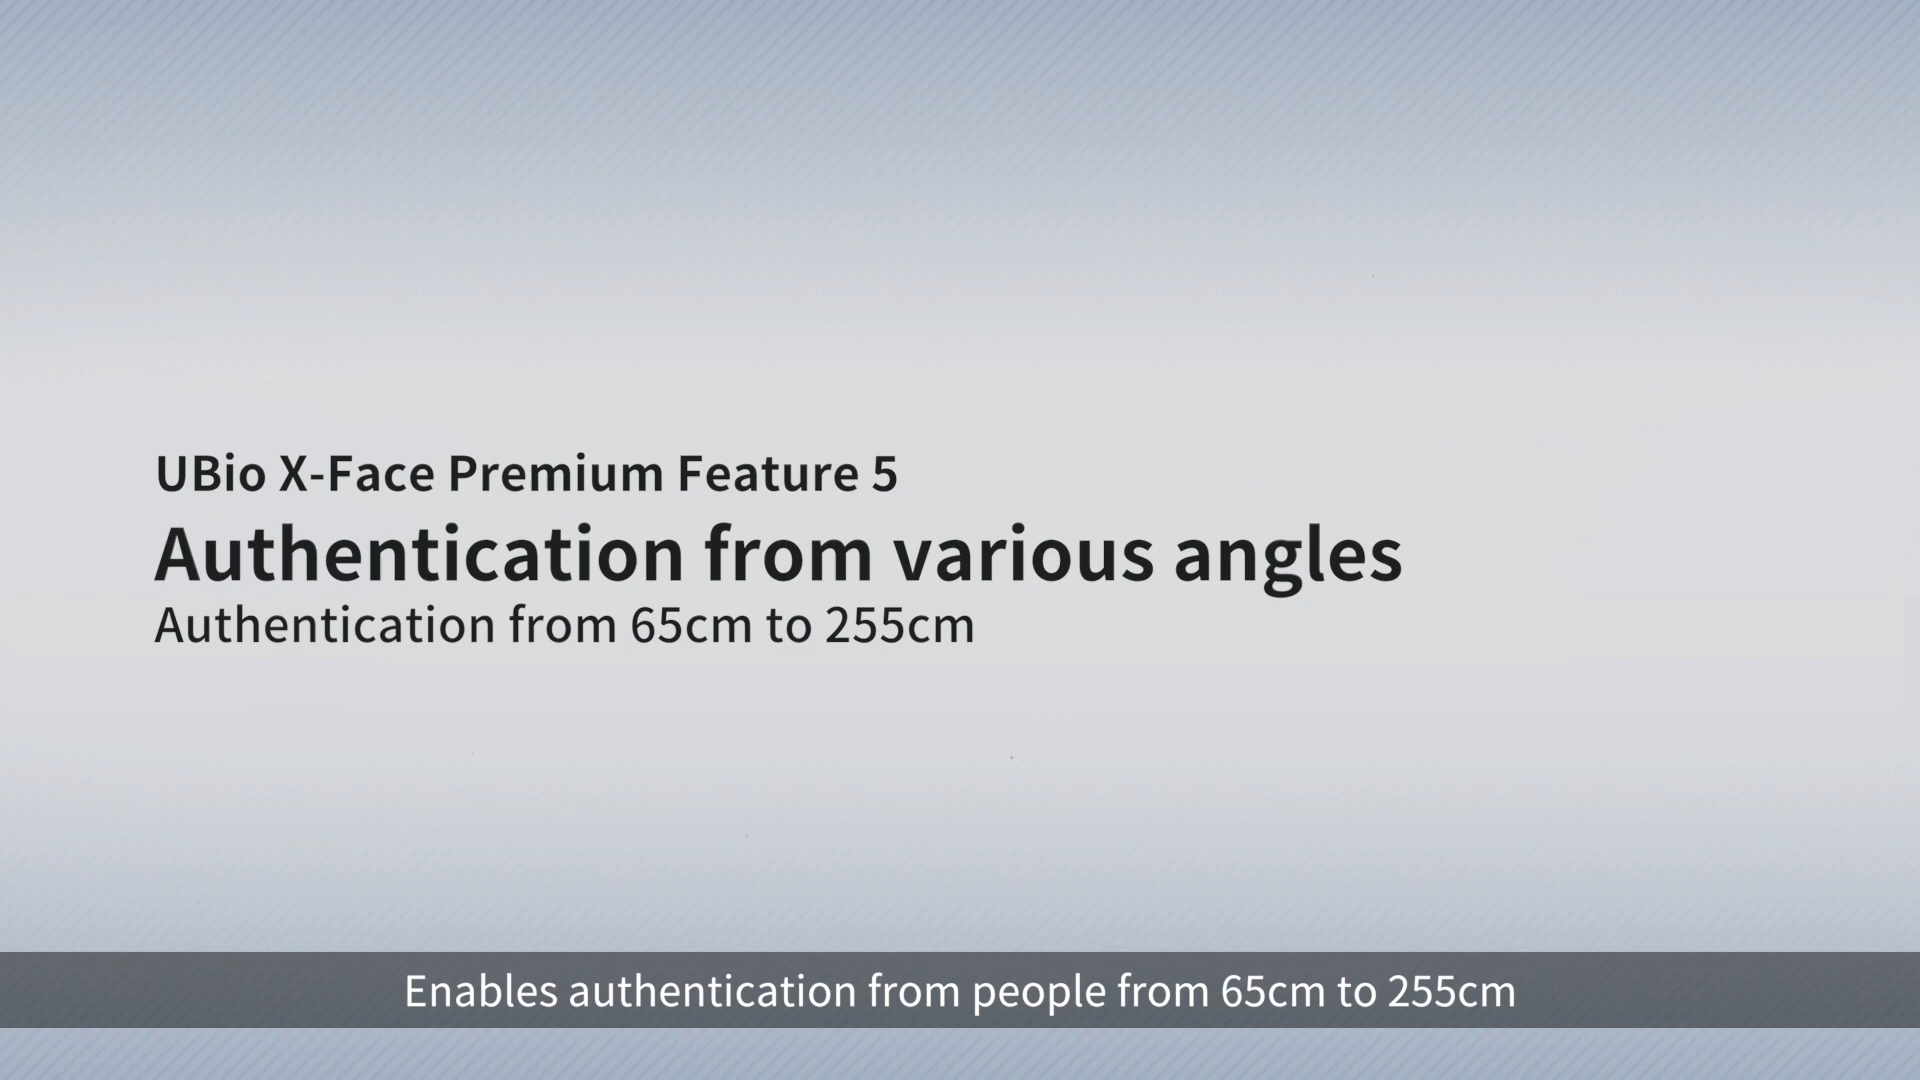 UBio X-Face Premium Feature 5
Authentication from various angles
Authentication from 65cm to 255cm
Enables authentication from people from 65cm to 255cm